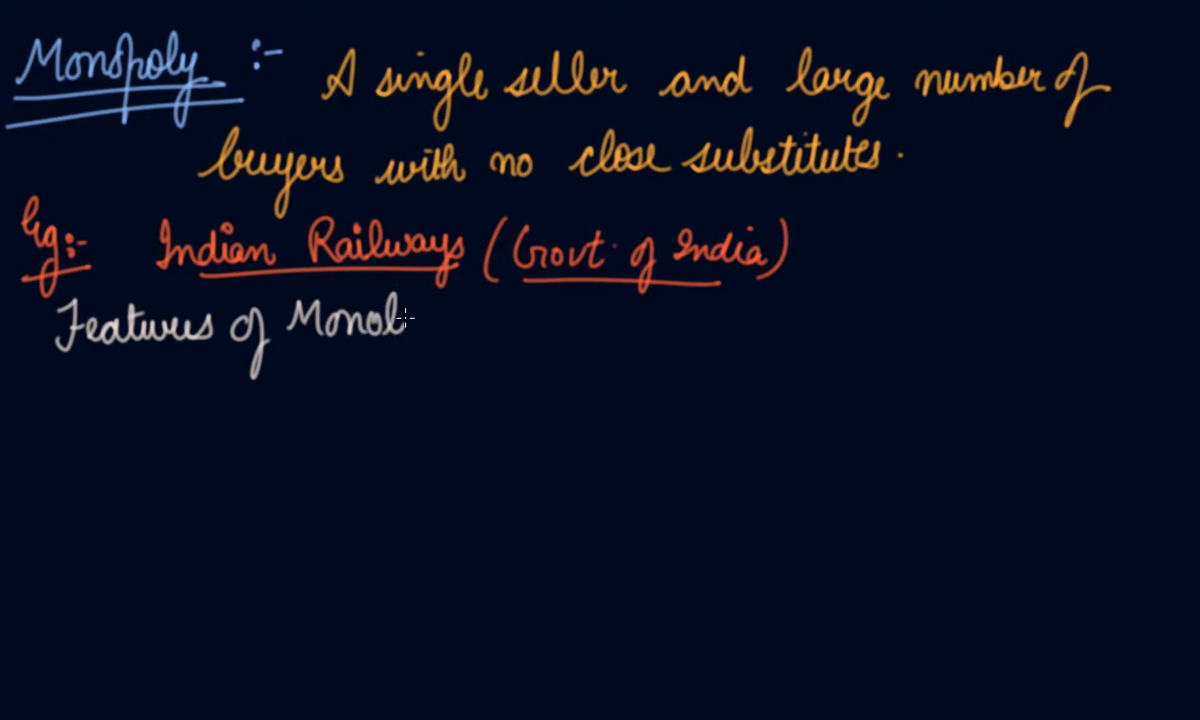 Monopoly :- A single seller and large number of
buyers with no close substitutes.
Eg:- Indian Railways (Govt. of India)
Features of Monol